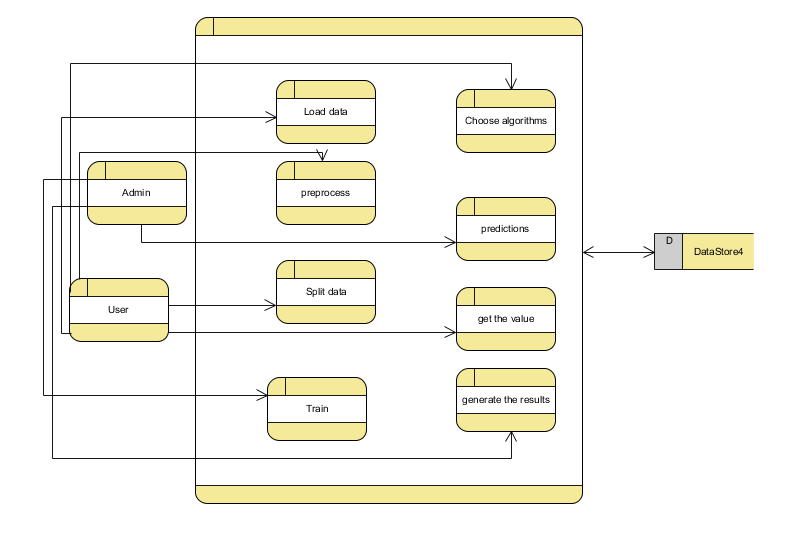 Load data
Choose algorithms
Admin
preprocess
predictions
D
DataStore4
User
Split data
get the value
Train
generate the results